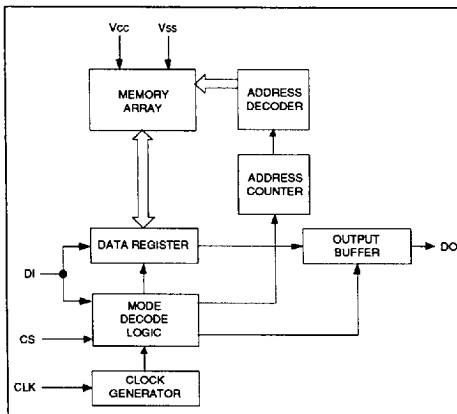 Vcc Vss
MEMORY
ARRAY
ADDRESS
DECODER
ADDRESS
COUNTER
DATA REGISTER
OUTPUT
BUFFER
DO
DI
MODE
DECODE
LOGIC
CS
CLK
CLOCK
GENERATOR